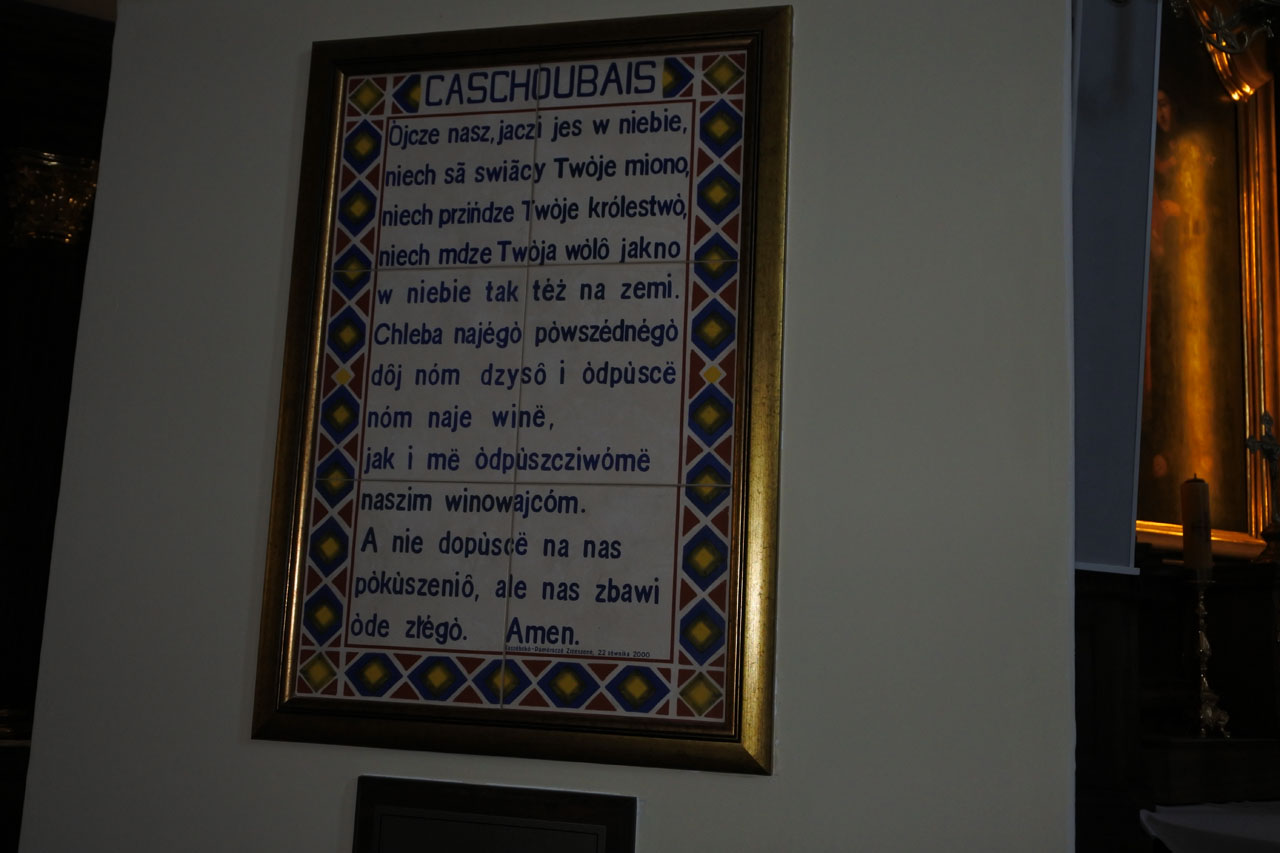 CASCHOUBAIS
Òjcze nasz, jaczi jes w niebie,
niech sã swiãcy Twòje miono,
niech przińdze Twòje królestwò,
niech mdze Twòja wòlô jakno
w niebie tak téż na zemi.
Chleba najégò pòwszédnégò
dôj nóm dzysô i òdpùscë
nóm naje winë,
jak i më òdpùszcziwómë
naszim winowajcóm.
A nie dopùscë na nas
pòkùszeniô, ale nas zbawi
òde złégò. Amen.
22 2000